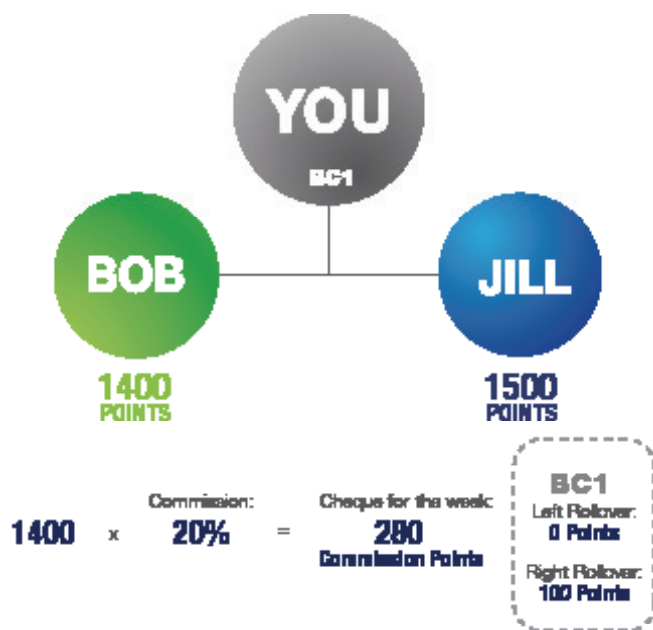 YOU
BC1
BOB
JILL
1400
POINTS
1500
POINTS
Commission:
Cheque for the week:
1400 x 20% = 280
Commission Points
BC1
Left Rollover:
0 Points
Right Rollover:
100 Points